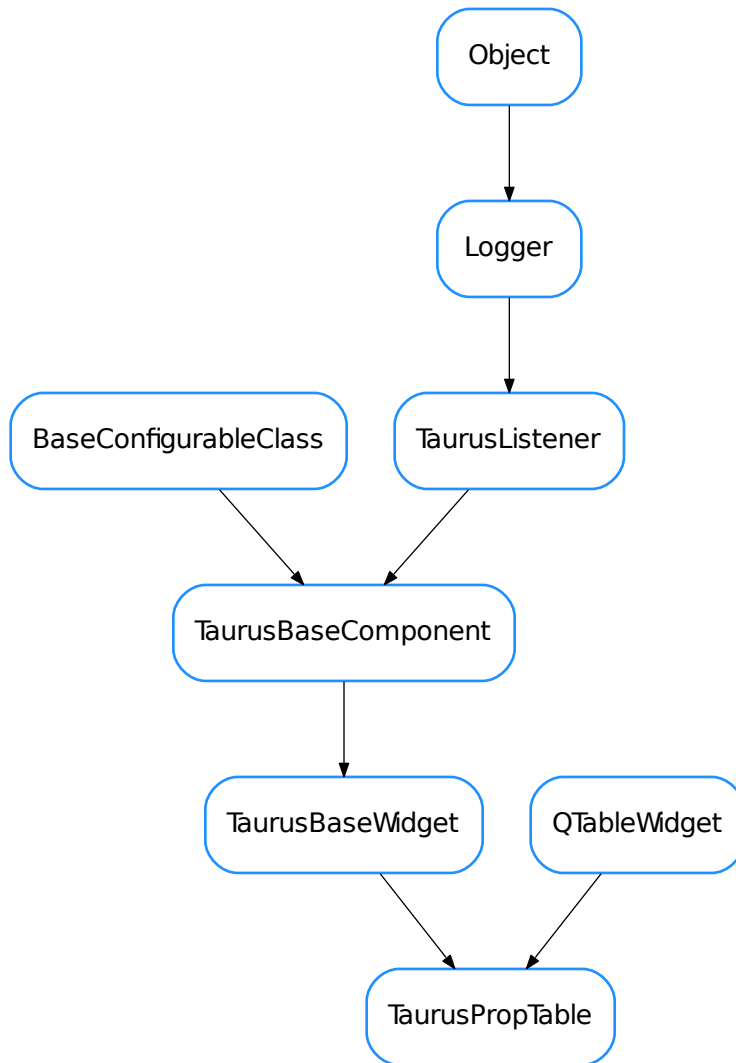 Object
Logger
BaseConfigurableClass
TaurusListener
TaurusBaseComponent
TaurusBaseWidget
QTableWidget
TaurusPropTable